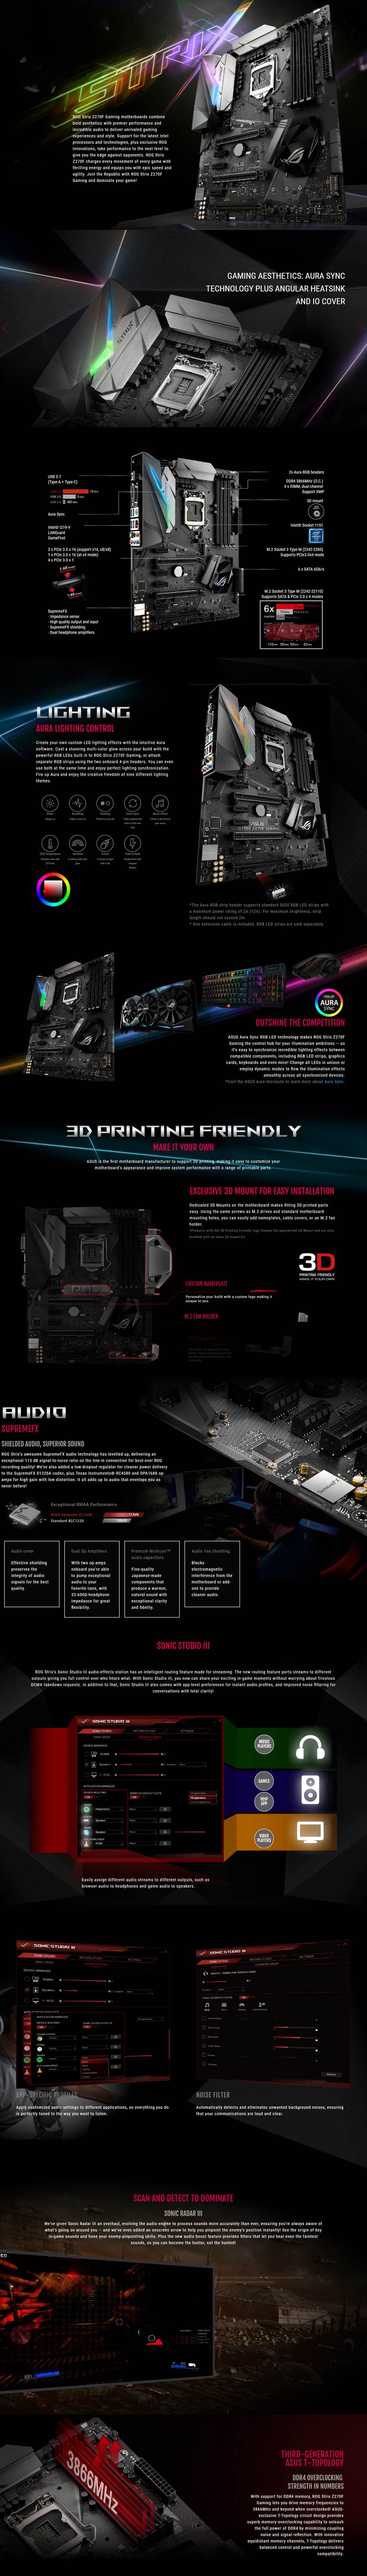 STRIX
ROG Strix Z270F Gaming motherboards combine
bold aesthetics with premier performance and
incredible audio to deliver unrivaled gaming
experiences and style. Support for the latest Intel
processors and technologies, plus exclusive ROG
innovations, take performance to the next level to
give you the edge against opponents. ROG Strix
Z270F charges every movement of every game with
thrilling energy and equips you with epic speed and
agility. Join the Republic with ROG Strix Z270F
Gaming and dominate your game!
GAMING AESTHETICS: AURA SYNC
TECHNOLOGY PLUS ANGULAR HEATSINK
AND IO COVER
USB 3.1
(Type-A + Type-C)
Aura Sync
Intel® I219-V
LANGuard
GameFirst
2 x PCIe 3.0 x 16 (support x16, x8/x8)
1 x PCIe 3.0 x 16 (at x4 mode)
4 x PCIe 3.0 x 1
SupremeFX
- Impedance sense
- High quality output and input
- SupremeFX shielding
- Dual headphone amplifiers
2x Aura RGB headers
DDR4 3866MHz (O.C.)
4 x DIMM, dual-channel
Support XMP
3D mount
Intel® Socket 1151
M.2 Socket 3 Type M (2242-2280)
Supports PCIe3.0x4 mode
6 x SATA 6Gb/s
M.2 Socket 3 Type M (2242-22110)
Supports SATA & PCIe 3.0 x 4 modes
6x
FASTER
LIGHTING
AURA LIGHTING CONTROL
Create your own custom LED lighting effects with the intuitive Aura
software. Cast a stunning multi-color glow across your build with the
powerful RGB LEDs built in to ROG Strix Z270F Gaming, or attach
separate RGB strips using the two onboard 4-pin headers. You can even
use both at the same time and enjoy perfect lighting synchronization.
Fire up Aura and enjoy the creative freedom of nine different lighting
themes.
*The Aura RGB-strip header supports standard 5050 RGB LED strips with
a maximum power rating of 2A (12V). For maximum brightness, strip
length should not exceed 2m.
* One extension cable is included. RGB LED strips are sold separately.
ASUS
AURA
SYNC
OUTSHINE THE COMPETITION
ASUS Aura Sync RGB LED technology makes ROG Strix Z270F
Gaming the control hub for your illumination ambitions — so
it's easy to synchronize incredible lighting effects between
compatible components, including RGB LED strips, graphics
cards, keyboards and even mixer! Change all LEDs in unison or
employ dynamic modes to flow the illumination effects
smoothly across all synchronized devices.
*Visit the ASUS Aura microsite to learn more about Aura Sync.
3D PRINTING FRIENDLY
MAKE IT YOUR OWN
ASUS is the first motherboard manufacturer to support 3D printing, making it easy to customize your
motherboard's appearance and improve system performance with a range of printable parts.
EXCLUSIVE 3D MOUNT FOR EASY INSTALLATION
Dedicated 3D Mounts on the motherboard makes fitting 3D-printed parts
easy. Using the same screws as M.2 drives and standard motherboard
mounting holes, you can easily add nameplates, cable covers, or an M.2 fan
holder.
3D
PRINTING FRIENDLY
MAKE IT YOUR OWN
CUSTOM NAMEPLATE
Personalize your build with a custom logo making it
unique to you.
M.2 FAN HOLDER
AUDIO
SUPREMEFX
SHIELDED AUDIO, SUPERIOR SOUND
ROG Strix's awesome SupremeFX audio technology has levelled up, delivering an
exceptional 113 dB signal-to-noise ratio on the line-in connection for best-ever ROG
recording quality! We've also added a low-dropout regulator for cleaner power delivery
to the SupremeFX S1220A codec, plus Texas Instruments® RC4580 and OPA1688 op-
amps for high gain with low distortion. It all adds up to audio that envelops you as
never before!
Exceptional 890AA Performance
ASUS exclusive S1220A
Standard ALC1220
Audio cover
Effective shielding
preserves the
integrity of audio
signals for the best
quality.
Dual Op Amplifiers
With two op amps
onboard you're able
to pump exceptional
audio to your
favorite cans, with
32-600Ω-headphone
impedance for great
flexibility.
Premium Nichicon™
audio capacitors
Fine-quality
Japanese-made
components that
produce a warmer,
natural sound with
exceptional clarity
and fidelity.
Audio line shielding
Blocks
electromagnetic
interference from the
motherboard or add-
ons to provide
cleaner audio.
SONIC STUDIO III
ROG Strix's Sonic Studio III audio-effects station has an intelligent routing feature made for streaming. The new routing feature ports streams to different
outputs giving you full control over who hears what. With Sonic Studio III, you now can share your exciting in-game moments without worrying about frivolous
DCMA takedown requests. In addition to that, Sonic Studio III also comes with app-level preferences for instant audio profiles, and improved noise filtering for
conversations with total clarity!
SONIC STUDIO III
MUSIC
PLAYERS
GAMES
VOIP
APP
VIDEO
PLAYERS
Easily assign different audio streams to different outputs, such as
browser audio to headphones and game audio to speakers.
SONIC STUDIO III
SONIC STUDIO III
APP-SPECIFIC PROFILES
Apply customized audio settings to different applications, so everything you do
is perfectly tuned to the way you want to listen.
NOISE FILTER
Automatically detects and eliminates unwanted background noises, ensuring
that your communications are loud and clear.
SCAN AND DETECT TO DOMINATE
SONIC RADAR III
We've given Sonic Radar III an overhaul, evolving the audio engine to process sounds more accurately than ever, ensuring you're always aware of
what's going on around you — and we've even added an overhead arrow to help you pinpoint the enemy's position instantly! See the origin of key
in-game sounds and hone your enemy-pinpointing skills. Plus the new audio boost feature provides filters that let you hear even the faintest
sounds, so you can become the hunter, not the hunted!
3866MHZ
THIRD-GENERATION
ASUS T-TOPOLOGY
DDR4 OVERCLOCKING
STRENGTH IN NUMBERS
With support for DDR4 memory, ROG Strix Z270F
Gaming lets you drive memory frequencies to
3866MHz and beyond when overclocked! ASUS-
exclusive T-Topology circuit design provides
superb memory-overclocking capability to unleash
the full power of DDR4 by minimizing coupling
noise and signal reflection. With innovative
equidistant memory channels, T-Topology delivers
balanced control and powerful overclocking
compatibility.